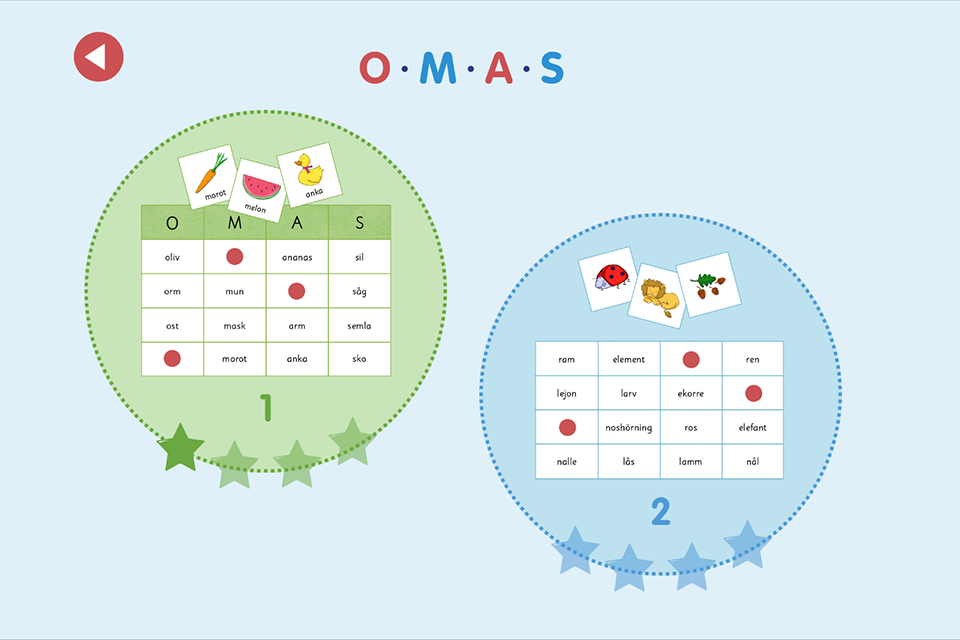 O·M·A·S
morot
melon
anka
O M A S
oliv ananas sil
orm mun såg
ost mask arm semla
morot anka sko
1
ram element ren
lejon larv ekorre
noshörning ros elefant
nalle lås lamm nål
2